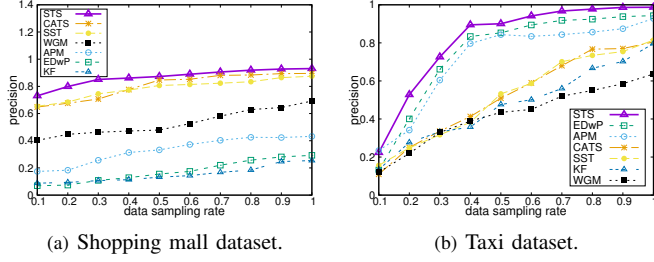 1.4
1.2
1
0.8
0.6
0.4
0.2
0
precision
STS
CATS
SST
WGM
APM
EDwP
KF
0.1 0.2 0.3 0.4 0.5 0.6 0.7 0.8 0.9 1
data sampling rate
(a) Shopping mall dataset.
1
0.8
0.6
0.4
0.2
0
precision
STS
EDwP
APM
CATS
SST
KF
WGM
0.1 0.2 0.3 0.4 0.5 0.6 0.7 0.8 0.9 1
data sampling rate
(b) Taxi dataset.